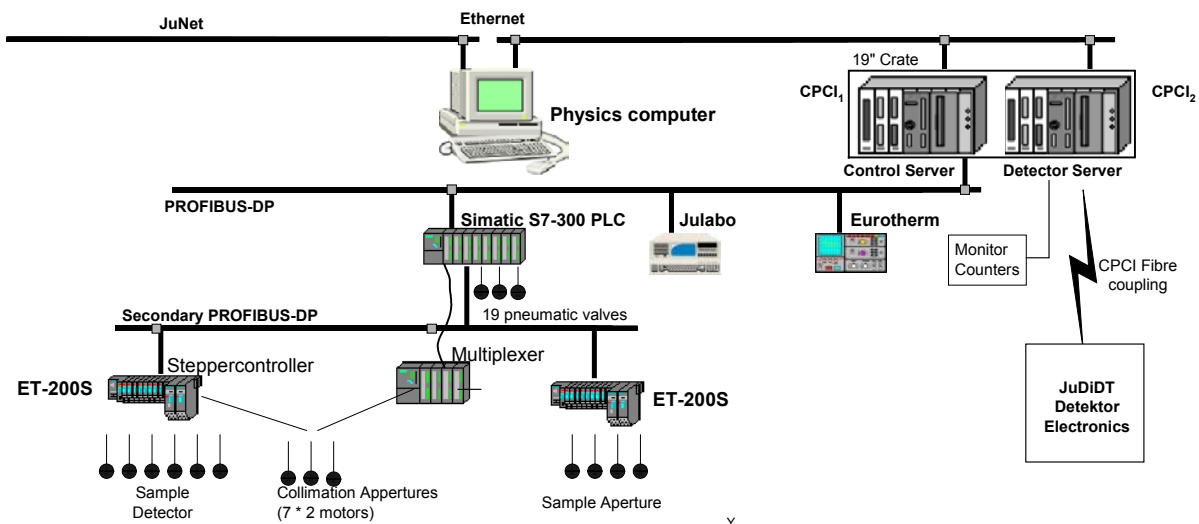 JuNet
Ethernet
19" Crate
CPCI1
CPCI2
Physics computer
Control Server
Detector Server
PROFIBUS-DP
Simatic S7-300 PLC
Julabo
Eurotherm
Monitor
Counters
CPCI Fibre
coupling
Secondary PROFIBUS-DP
19 pneumatic valves
Steppercontroller
Multiplexer
ET-200S
ET-200S
JuDiDT
Detektor
Electronics
Sample
Detector
Collimation Appertures
(7 * 2 motors)
Sample Aperture
Y